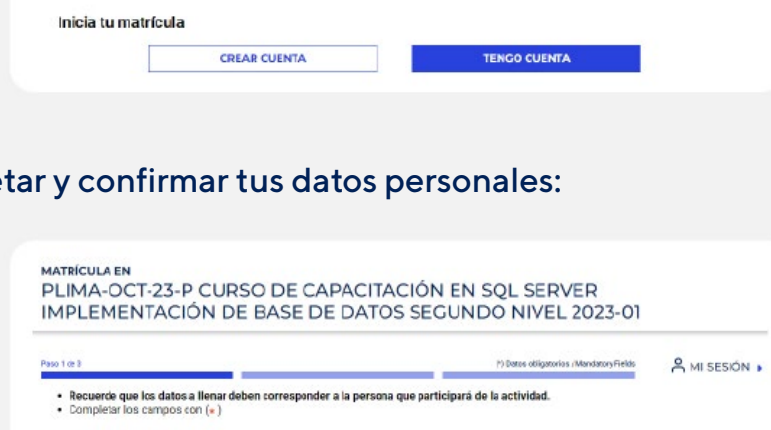 Inicia tu matrícula
CREAR CUENTA
TENGO CUENTA
etar y confirmar tus datos personales:
MATRÍCULA EN
PLIMA-OCT-23-P CURSO DE CAPACITACIÓN EN SQL SERVER
IMPLEMENTACIÓN DE BASE DE DATOS SEGUNDO NIVEL 2023-01
Paso 1 de 3
(*) Datos obligatorios /Mandatory Fields
MI SESIÓN
• Recuerde que los datos a llenar deben corresponder a la persona que participará de la actividad.
• Completar los campos con (*)